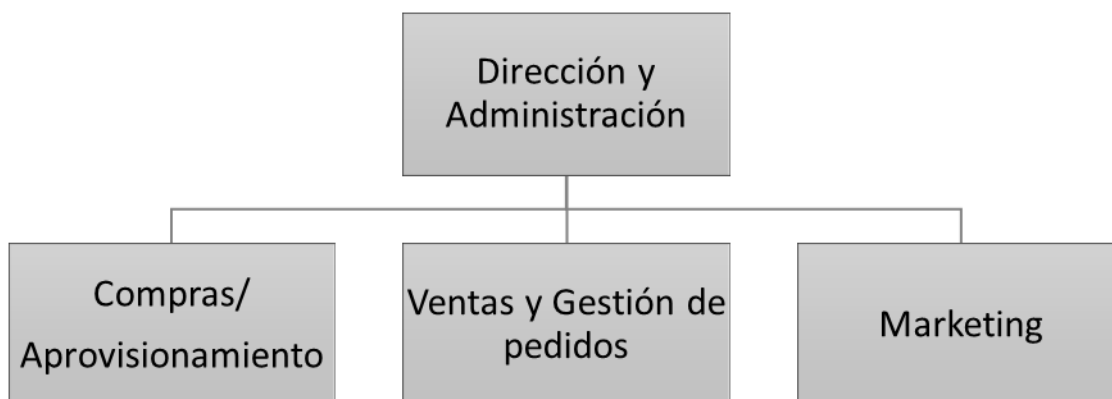 Dirección y
Administración
Compras/
Aprovisionamiento
Ventas y Gestión de
pedidos
Marketing